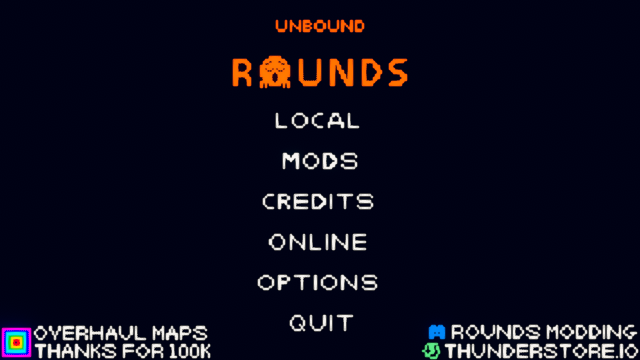 UNBOUND
ROUNDS
LOCAL
MODS
CREDITS
ONLINE
OPTIONS
QUIT
OVERHAUL MAPS
THANKS FOR 100K
ROUNDS MODDING
THUNDERSTORE.IO